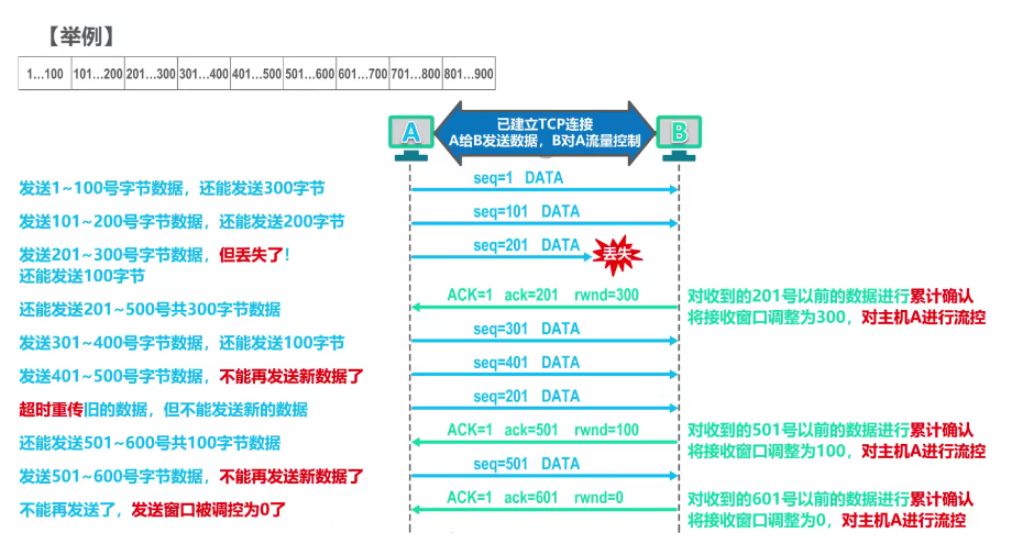 【举例】
1...100 101...200 201...300 301...400 401...500 501...600 601...700 701...800 801...900
A
已建立TCP连接
A给B发送数据，B对A流量控制
B
发送1~100号字节数据，还能发送300字节
seq=1 DATA
发送101~200号字节数据，还能发送200字节
seq=101 DATA
发送201~300号字节数据，但丢失了！
还能发送100字节
seq=201 DATA
丢失
还能发送201~500号共300字节数据
ACK=1 ack=201 rwnd=300
对收到的201号以前的数据进行累计确认
将接收窗口调整为300，对主机A进行流控
发送301~400号字节数据，还能发送100字节
seq=301 DATA
发送401~500号字节数据，不能再发送新数据了
seq=401 DATA
超时重传旧的数据，但不能发送新的数据
seq=201 DATA
还能发送501~600号共100字节数据
ACK=1 ack=501 rwnd=100
对收到的501号以前的数据进行累计确认
将接收窗口调整为100，对主机A进行流控
发送501~600号字节数据，不能再发送新数据了
seq=501 DATA
不能再发送了，发送窗口被调控为0了
ACK=1 ack=601 rwnd=0
对收到的601号以前的数据进行累计确认
将接收窗口调整为0，对主机A进行流控